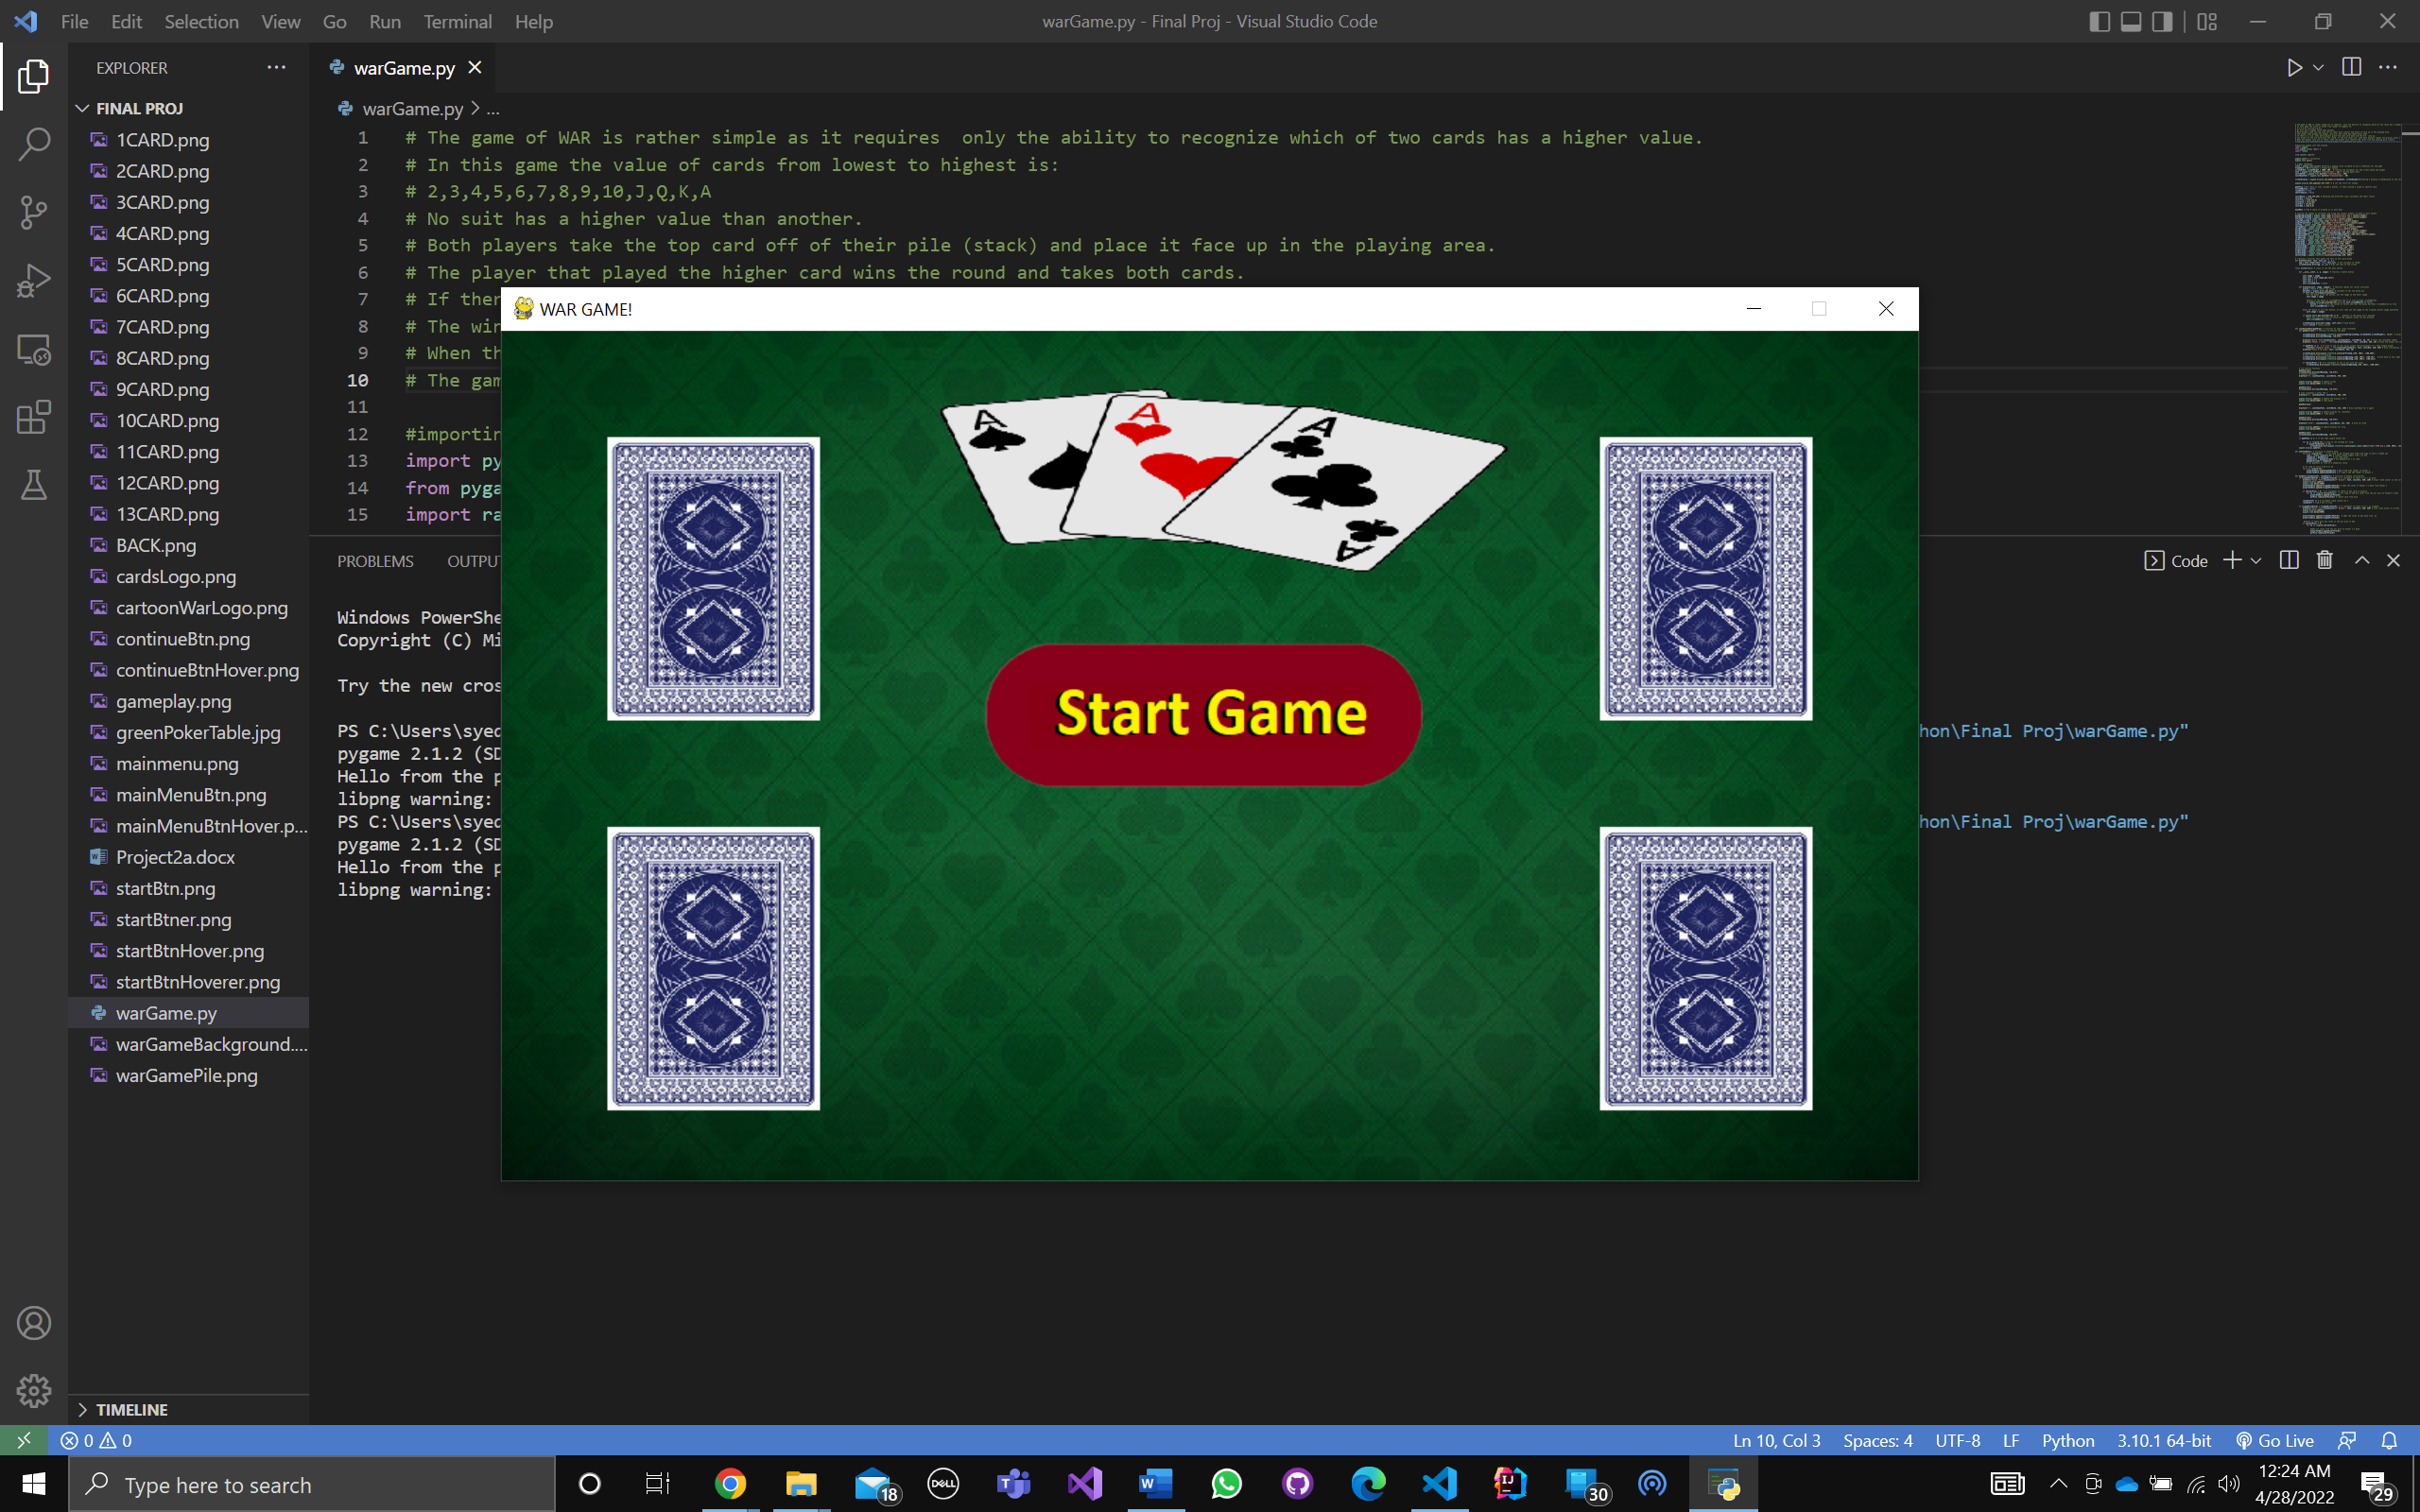 File Edit Selection View Go Run Terminal Help
warGame.py - Final Proj - Visual Studio Code
EXPLORER
FINAL PROJ
1CARD.png
2CARD.png
3CARD.png
4CARD.png
5CARD.png
6CARD.png
7CARD.png
8CARD.png
9CARD.png
10CARD.png
11CARD.png
12CARD.png
13CARD.png
BACK.png
cardsLogo.png
cartoonWarLogo.png
continueBtn.png
continueBtnHover.png
gameplay.png
greenPokerTable.jpg
mainmenu.png
mainMenuBtn.png
mainMenuBtnHover.p...
Project2a.docx
startBtn.png
startBtner.png
startBtnHover.png
startBtnHoverer.png
warGame.py
warGameBackground....
warGamePile.png
TIMELINE
warGame.py
warGame.py > ...
1 # The game of WAR is rather simple as it requires  only the ability to recognize which of two cards has a higher value.
2 # In this game the value of cards from lowest to highest is:
3 # 2,3,4,5,6,7,8,9,10,J,Q,K,A
4 # No suit has a higher value than another.
5 # Both players take the top card off of their pile (stack) and place it face up in the playing area.
6 # The player that played the higher card wins the round and takes both cards.
7 # If ther
8 # The win
9 # When th
10 # The gam
11
12 #importin
13 import py
14 from pyga
15 import ra
WAR GAME!
A
A
A
A
Start Game
PROBLEMS OUTPU
Code
Windows PowerShe
Copyright (C) Mi
Try the new cros
PS C:\Users\syed hon\Final Proj\warGame.py"
pygame 2.1.2 (SD
Hello from the p
libpng warning:
PS C:\Users\syed hon\Final Proj\warGame.py"
pygame 2.1.2 (SD
Hello from the p
libpng warning:
0 0
Ln 10, Col 3 Spaces: 4 UTF-8 LF Python 3.10.1 64-bit Go Live
Type here to search
18
DELL
W
IJ
30
12:24 AM
4/28/2022
29